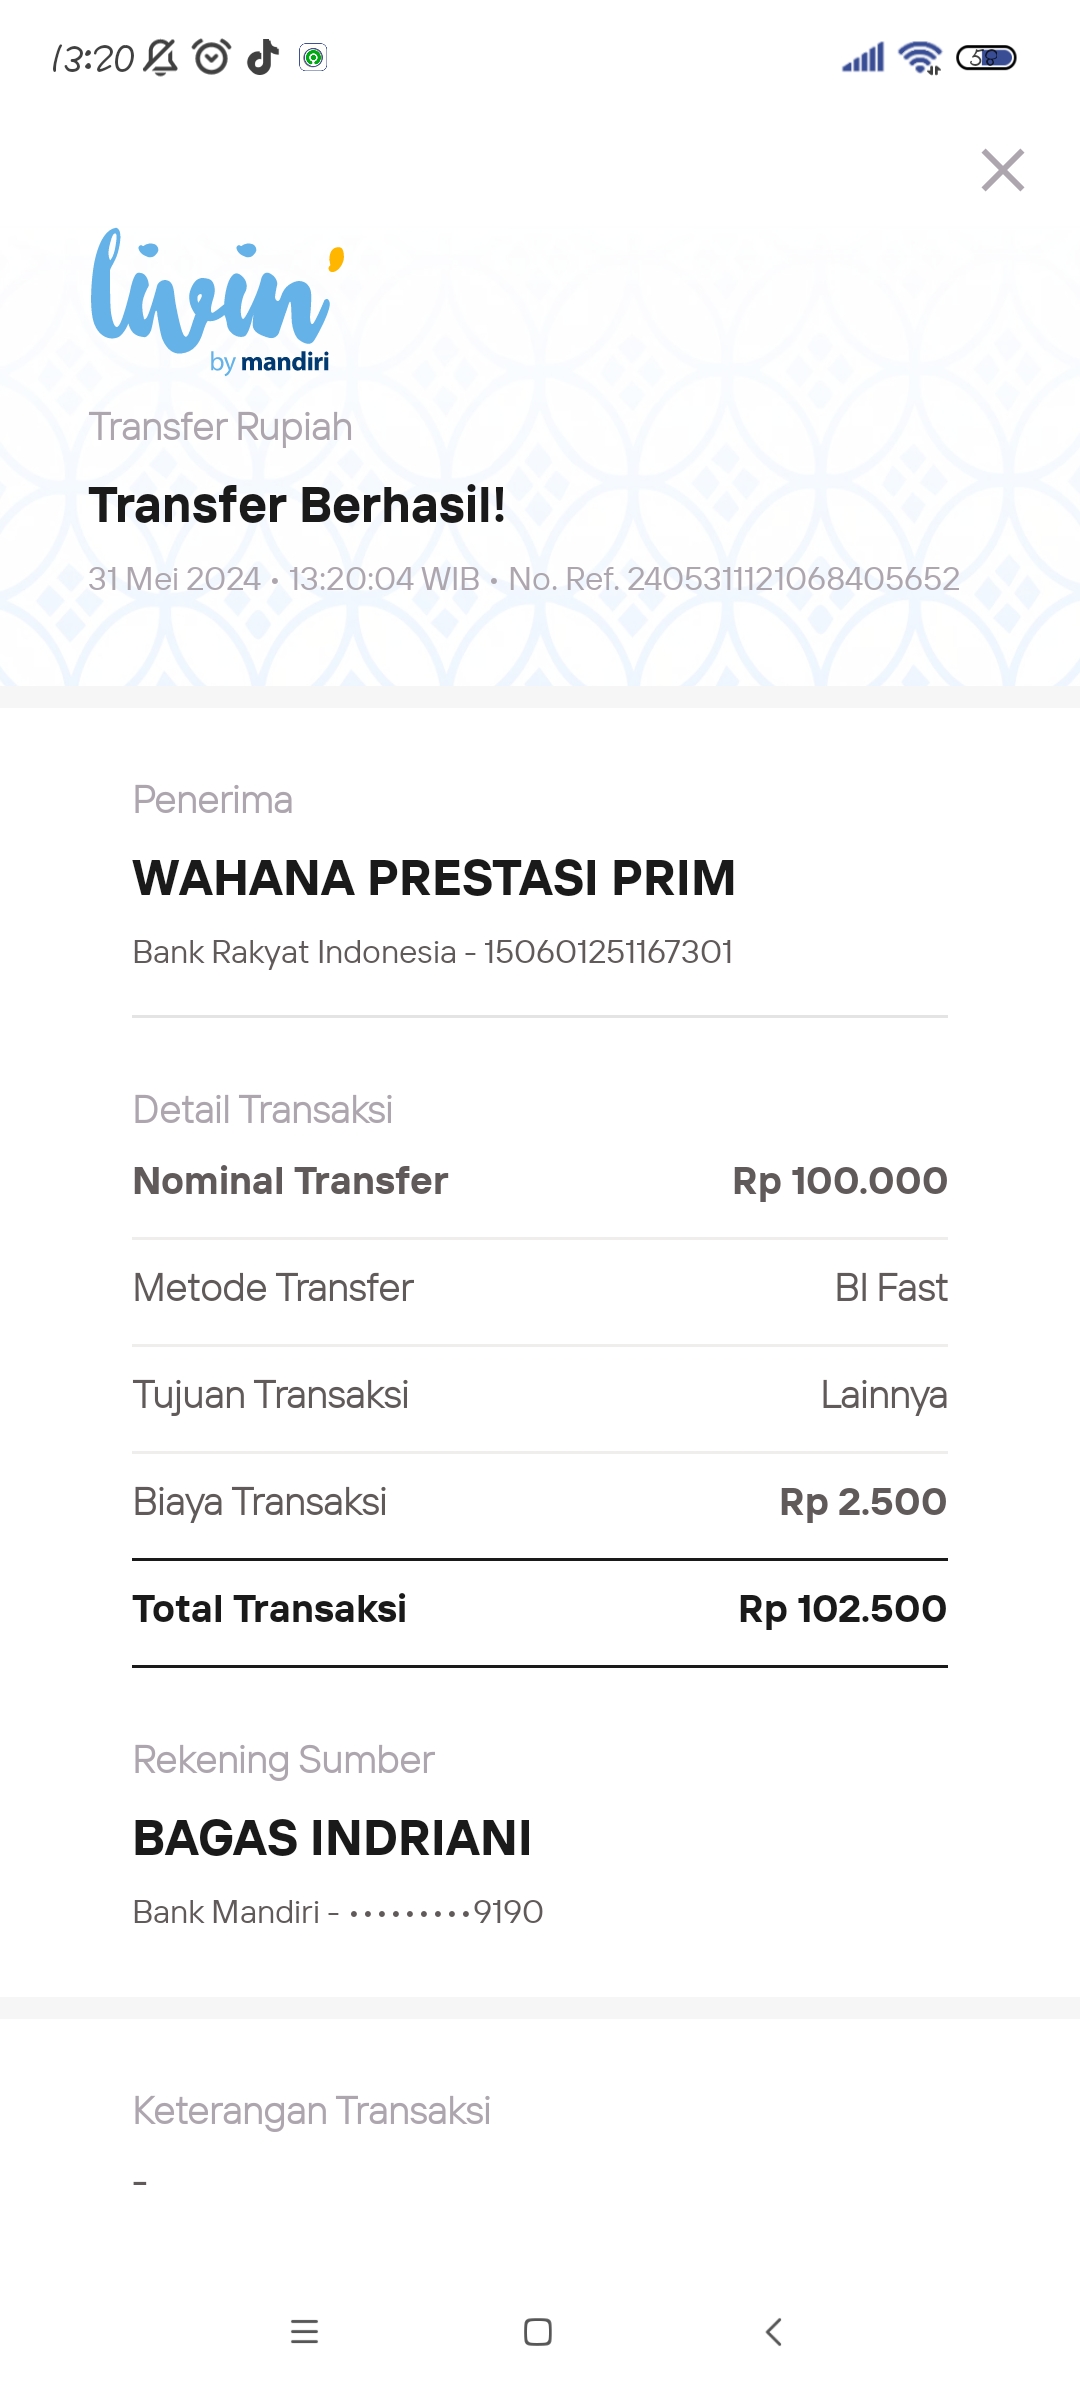 13:20
58
livin'
by mandiri
Transfer Rupiah
Transfer Berhasil!
31 Mei 2024 • 13:20:04 WIB • No. Ref. 2405311121068405652
Penerima
WAHANA PRESTASI PRIM
Bank Rakyat Indonesia - 150601251167301
Detail Transaksi
Nominal Transfer Rp 100.000
Metode Transfer BI Fast
Tujuan Transaksi Lainnya
Biaya Transaksi Rp 2.500
Total Transaksi Rp 102.500
Rekening Sumber
BAGAS INDRIANI
Bank Mandiri - •••••••••9190
Keterangan Transaksi
-